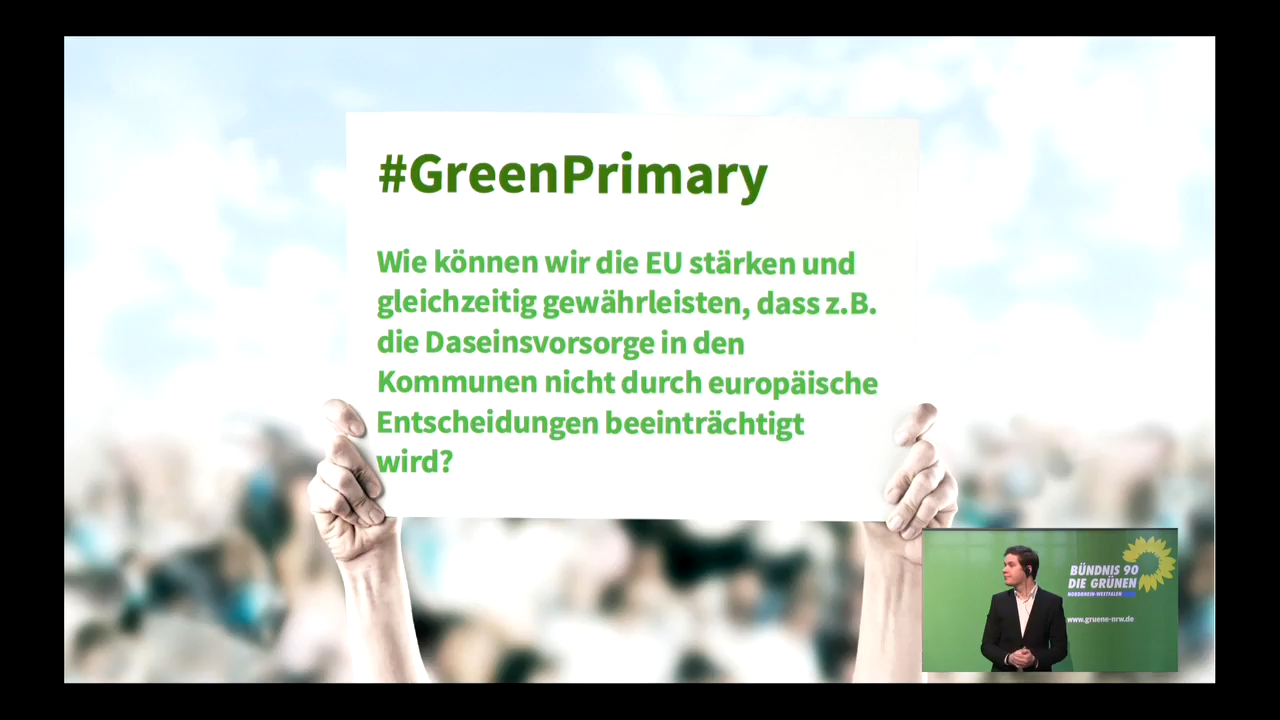 #GreenPrimary
Wie können wir die EU stärken und
gleichzeitig gewährleisten, dass z.B.
die Daseinsvorsorge in den
Kommunen nicht durch europäische
Entscheidungen beeinträchtigt
wird?
BÜNDNIS 90
DIE GRÜNEN
NORDRHEIN-WESTFALEN
www.gruene-nrw.de